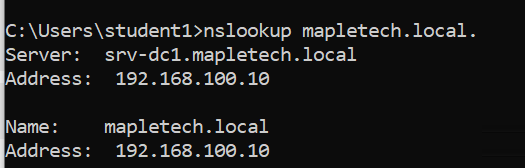 C:\Users\student1>nslookup mapletech.local.
Server:  srv-dc1.mapletech.local
Address:  192.168.100.10
Name:    mapletech.local
Address:  192.168.100.10